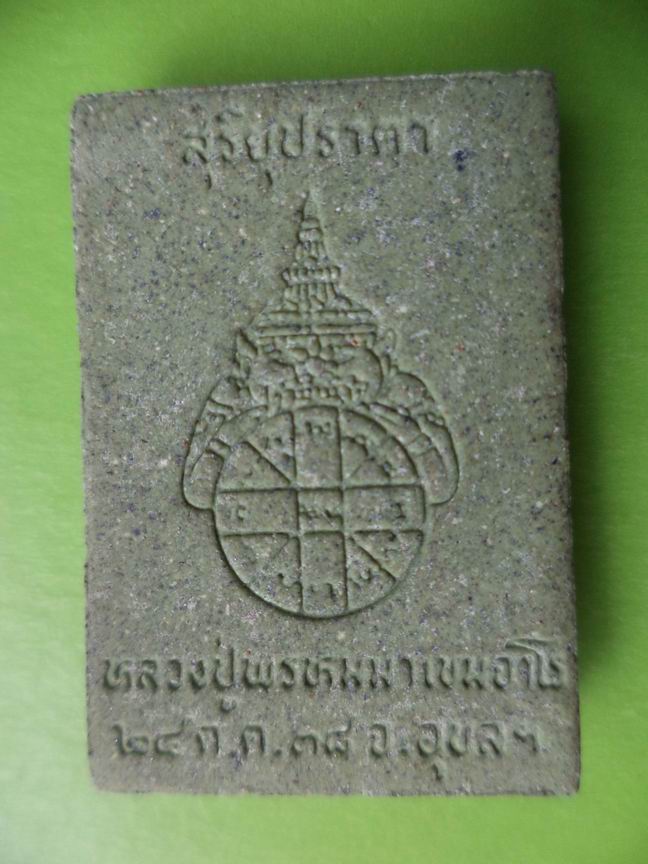 สุริยุปราคา
หลวงปู่พรหมมา เขมจาโร
๒๔ ต.ค. ๓๘ จ.อุบลฯ